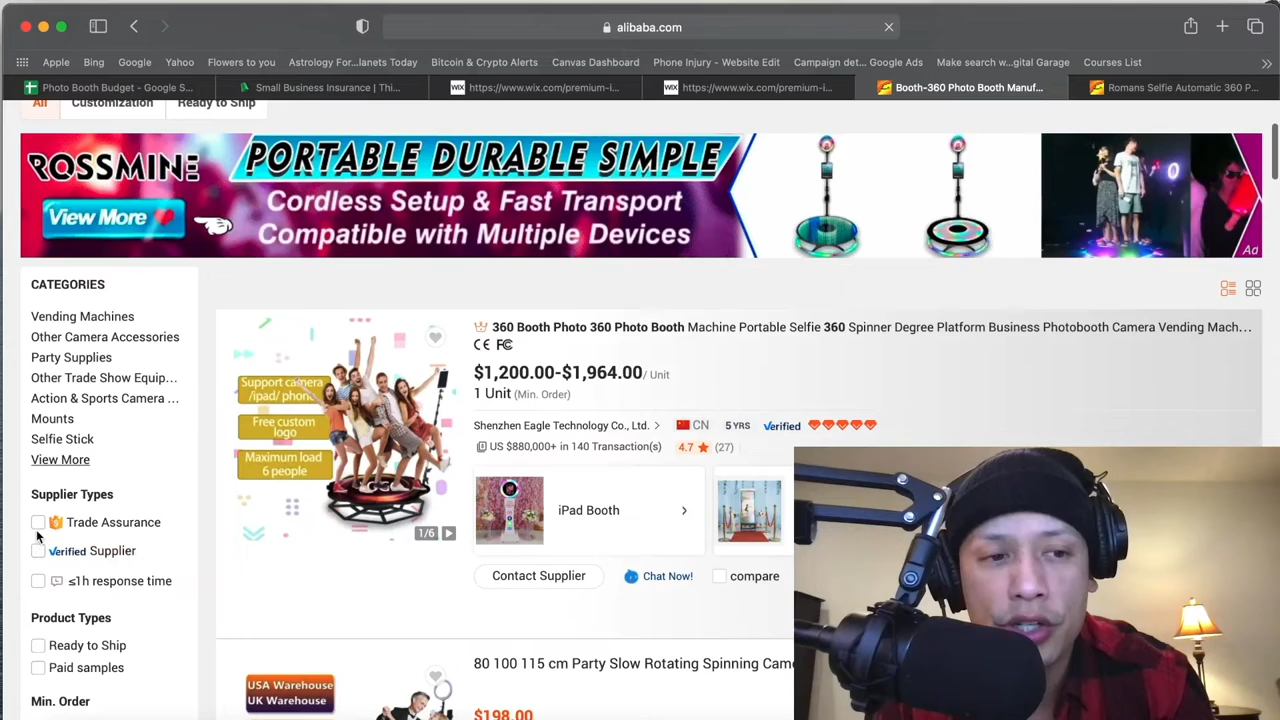 alibaba.com
Apple Bing Google Yahoo Flowers to you Astrology For...lanets Today Bitcoin & Crypto Alerts Canvas Dashboard Phone Injury - Website Edit Campaign det... Google Ads Make search w...gital Garage Courses List
Photo Booth Budget - Google S... Small Business Insurance | Thi... https://www.wix.com/premium-i... https://www.wix.com/premium-i... Booth-360 Photo Booth Manuf... Romans Selfie Automatic 360 P...
All Customization Ready to Ship
ROSSMINE
View More
PORTABLE DURABLE SIMPLE
Cordless Setup & Fast Transport
Compatible with Multiple Devices
Ad
CATEGORIES
Vending Machines
Other Camera Accessories
Party Supplies
Other Trade Show Equip...
Action & Sports Camera ...
Mounts
Selfie Stick
View More
Supplier Types
Trade Assurance
Verified Supplier
≤1h response time
Product Types
Ready to Ship
Paid samples
Min. Order
Support camera
/ipad/ phone
Free custom
logo
Maximum load
6 people
1/6
360 Booth Photo 360 Photo Booth Machine Portable Selfie 360 Spinner Degree Platform Business Photobooth Camera Vending Mach...
CE FC
$1,200.00-$1,964.00 / Unit
1 Unit (Min. Order)
Shenzhen Eagle Technology Co., Ltd. > CN 5 YRS Verified
US $880,000+ in 140 Transaction(s) 4.7 (27)
iPad Booth
Contact Supplier Chat Now! compare
USA Warehouse
UK Warehouse
80 100 115 cm Party Slow Rotating Spinning Came
$198.00